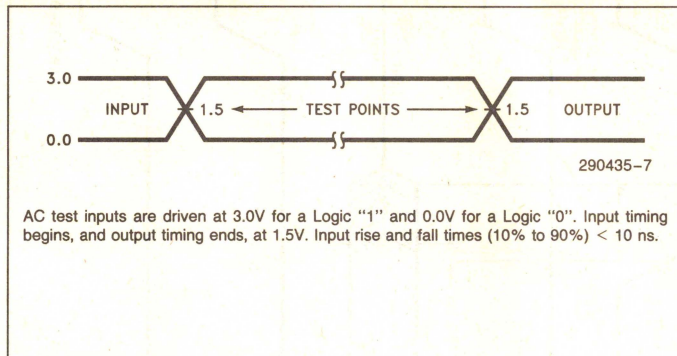 3.0
INPUT 1.5 TEST POINTS 1.5 OUTPUT
0.0
290435-7
AC test inputs are driven at 3.0V for a Logic "1" and 0.0V for a Logic "0". Input timing
begins, and output timing ends, at 1.5V. Input rise and fall times (10% to 90%) < 10 ns.